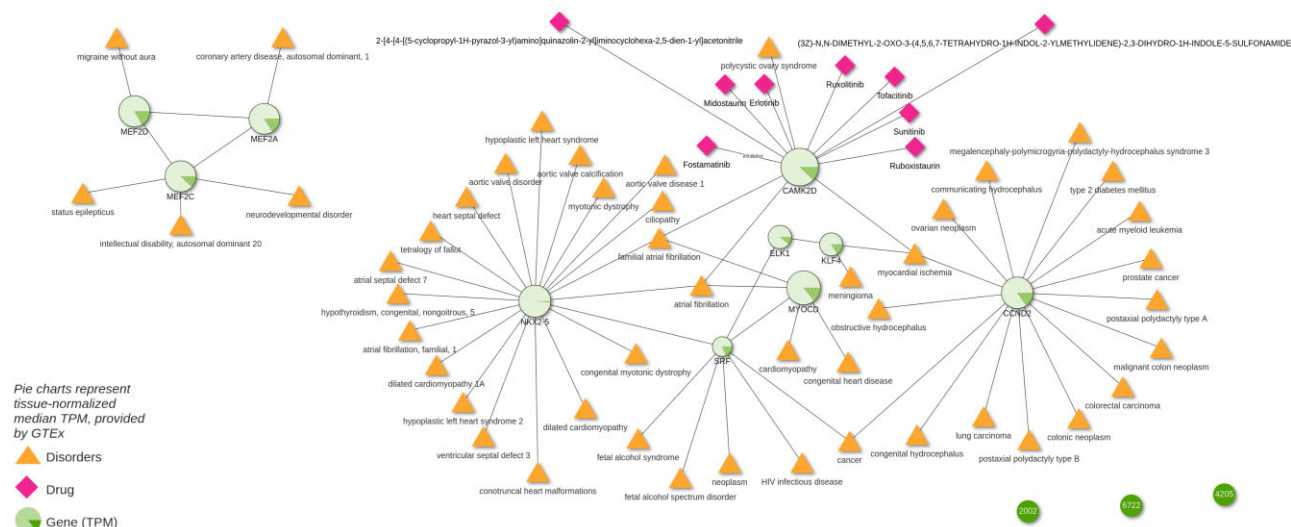 2-[4-[4-[(5-cyclopropyl-1H-pyrazol-3-yl)amino]quinazolin-2-yl]iminocyclohexa-2,5-dien-1-yl]acetonitrile
(3Z)-N,N-DIMETHYL-2-OXO-3-(4,5,6,7-TETRAHYDRO-1H-INDOL-2-YLMETHYLIDENE)-2,3-DIHYDRO-1H-INDOLE-5-SULFONAMIDE
migraine without aura
coronary artery disease, autosomal dominant, 1
polycystic ovary syndrome
Ruxolitinib
Midostaurin
Erlotinib
Tofacitinib
MEF2D
MEF2A
Sunitinib
hypoplastic left heart syndrome
megalencephaly-polymicrogyria-polydactyly-hydrocephalus syndrome 3
Fostamatinib
inhibitor
Ruboxistaurin
aortic valve disorder
aortic valve calcification
aortic valve disease 1
CAMK2D
communicating hydrocephalus
type 2 diabetes mellitus
MEF2C
myotonic dystrophy
status epilepticus
neurodevelopmental disorder
heart septal defect
ciliopathy
ovarian neoplasm
acute myeloid leukemia
intellectual disability, autosomal dominant 20
tetralogy of fallot
familial atrial fibrillation
ELK1
KLF4
myocardial ischemia
prostate cancer
atrial septal defect 7
atrial fibrillation
meningioma
MYOCD
CCND2
hypothyroidism, congenital, nongoitrous, 5
NKX2-5
obstructive hydrocephalus
postaxial polydactyly type A
atrial fibrillation, familial, 1
SRF
malignant colon neoplasm
congenital myotonic dystrophy
cardiomyopathy
congenital heart disease
dilated cardiomyopathy 1A
colorectal carcinoma
Pie charts represent
tissue-normalized
median TPM, provided
by GTEx
hypoplastic left heart syndrome 2
dilated cardiomyopathy
lung carcinoma
colonic neoplasm
ventricular septal defect 3
fetal alcohol syndrome
cancer
congenital hydrocephalus
postaxial polydactyly type B
Disorders
conotruncal heart malformations
fetal alcohol spectrum disorder
neoplasm
HIV infectious disease
Drug
2002
6722
4205
Gene (TPM)